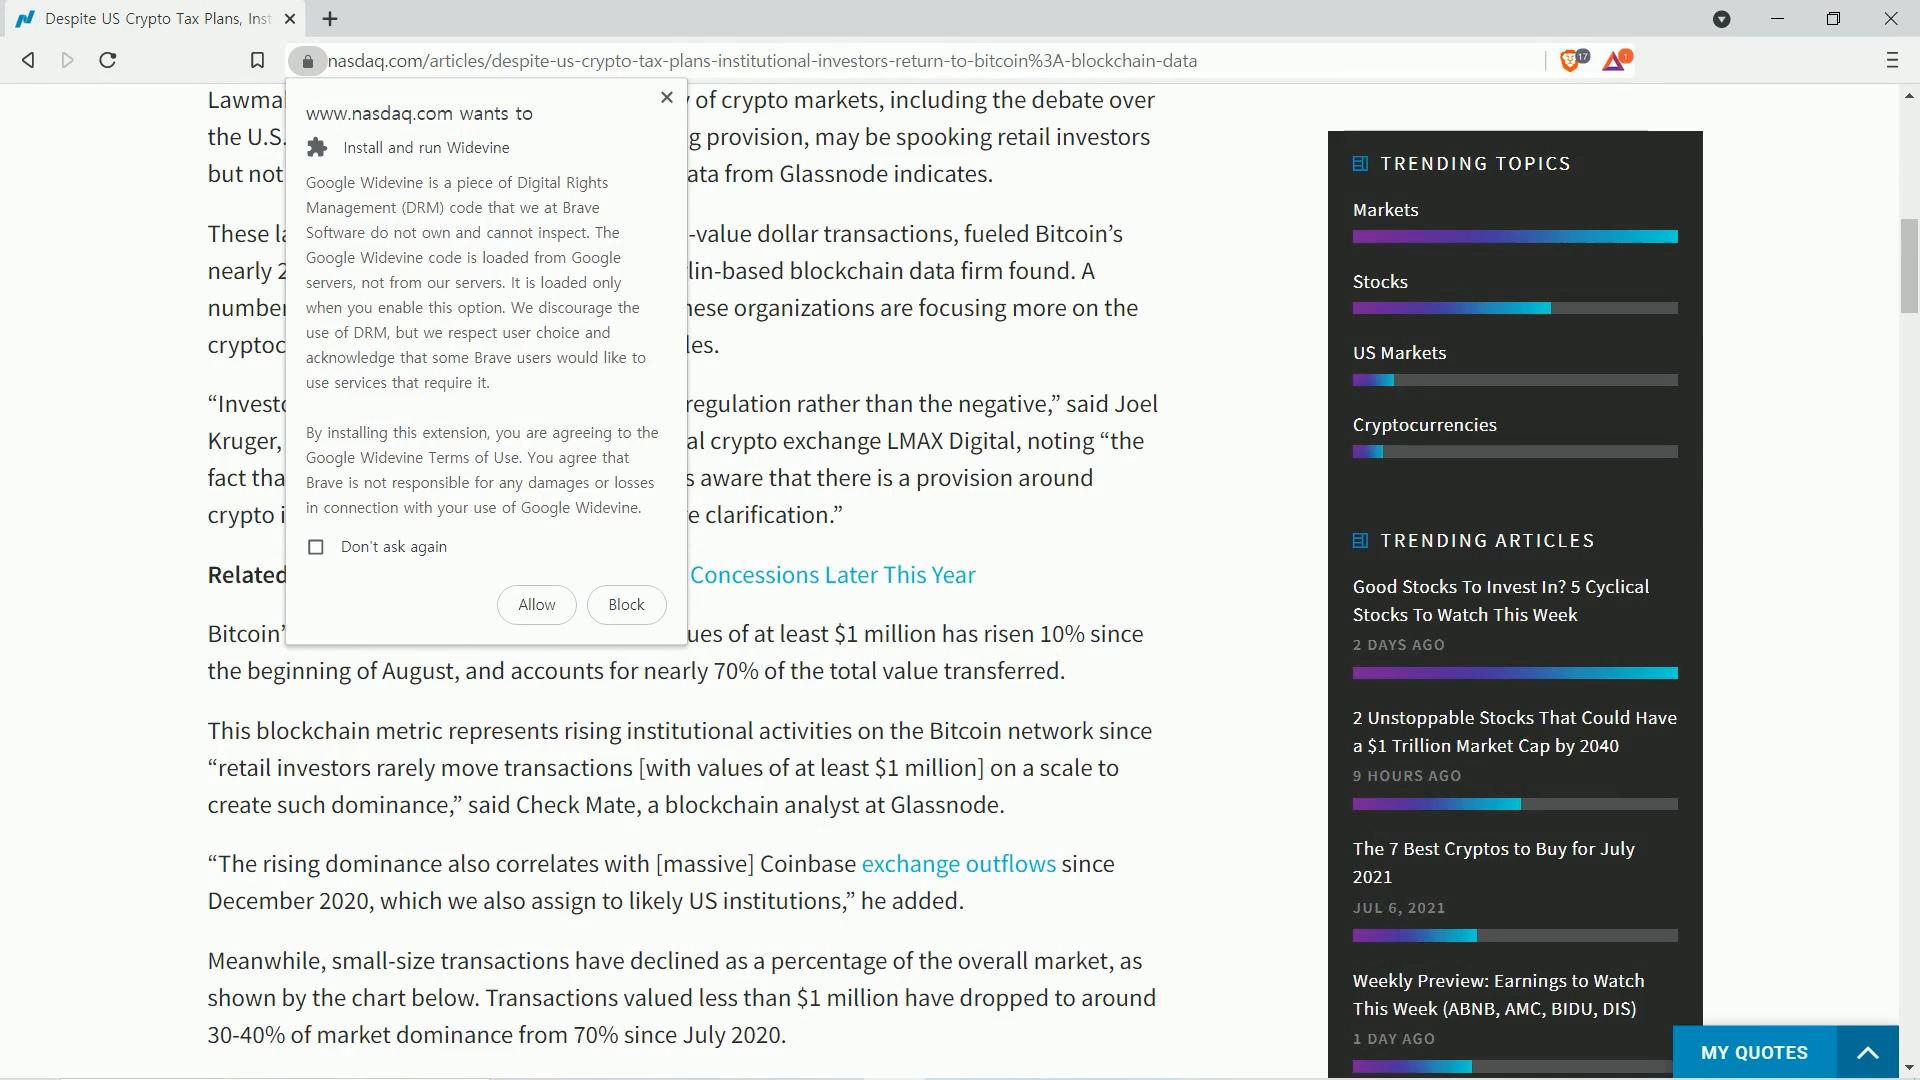 Despite US Crypto Tax Plans, Inst
nasdaq.com/articles/despite-us-crypto-tax-plans-institutional-investors-return-to-bitcoin%3A-blockchain-data
17
1
www.nasdaq.com wants to
Install and run Widevine
Google Widevine is a piece of Digital Rights
Management (DRM) code that we at Brave
Software do not own and cannot inspect. The
Google Widevine code is loaded from Google
servers, not from our servers. It is loaded only
when you enable this option. We discourage the
use of DRM, but we respect user choice and
acknowledge that some Brave users would like to
use services that require it.
By installing this extension, you are agreeing to the
Google Widevine Terms of Use. You agree that
Brave is not responsible for any damages or losses
in connection with your use of Google Widevine.
Don't ask again
Allow
Block
of crypto markets, including the debate over
the U.S. g provision, may be spooking retail investors
but not ata from Glassnode indicates.
These -value dollar transactions, fueled Bitcoin’s
nearly lin-based blockchain data firm found. A
number hese organizations are focusing more on the
cryptoc les.
“Investo regulation rather than the negative,” said Joel
Kruger, al crypto exchange LMAX Digital, noting “the
fact tha s aware that there is a provision around
crypto i e clarification.”
Related Concessions Later This Year
Bitcoin’ ues of at least $1 million has risen 10% since
the beginning of August, and accounts for nearly 70% of the total value transferred.
This blockchain metric represents rising institutional activities on the Bitcoin network since
“retail investors rarely move transactions [with values of at least $1 million] on a scale to
create such dominance,” said Check Mate, a blockchain analyst at Glassnode.
“The rising dominance also correlates with [massive] Coinbase exchange outflows since
December 2020, which we also assign to likely US institutions,” he added.
Meanwhile, small-size transactions have declined as a percentage of the overall market, as
shown by the chart below. Transactions valued less than $1 million have dropped to around
30-40% of market dominance from 70% since July 2020.
TRENDING TOPICS
Markets
Stocks
US Markets
Cryptocurrencies
TRENDING ARTICLES
Good Stocks To Invest In? 5 Cyclical
Stocks To Watch This Week
2 DAYS AGO
2 Unstoppable Stocks That Could Have
a $1 Trillion Market Cap by 2040
9 HOURS AGO
The 7 Best Cryptos to Buy for July
2021
JUL 6, 2021
Weekly Preview: Earnings to Watch
This Week (ABNB, AMC, BIDU, DIS)
1 DAY AGO
MY QUOTES